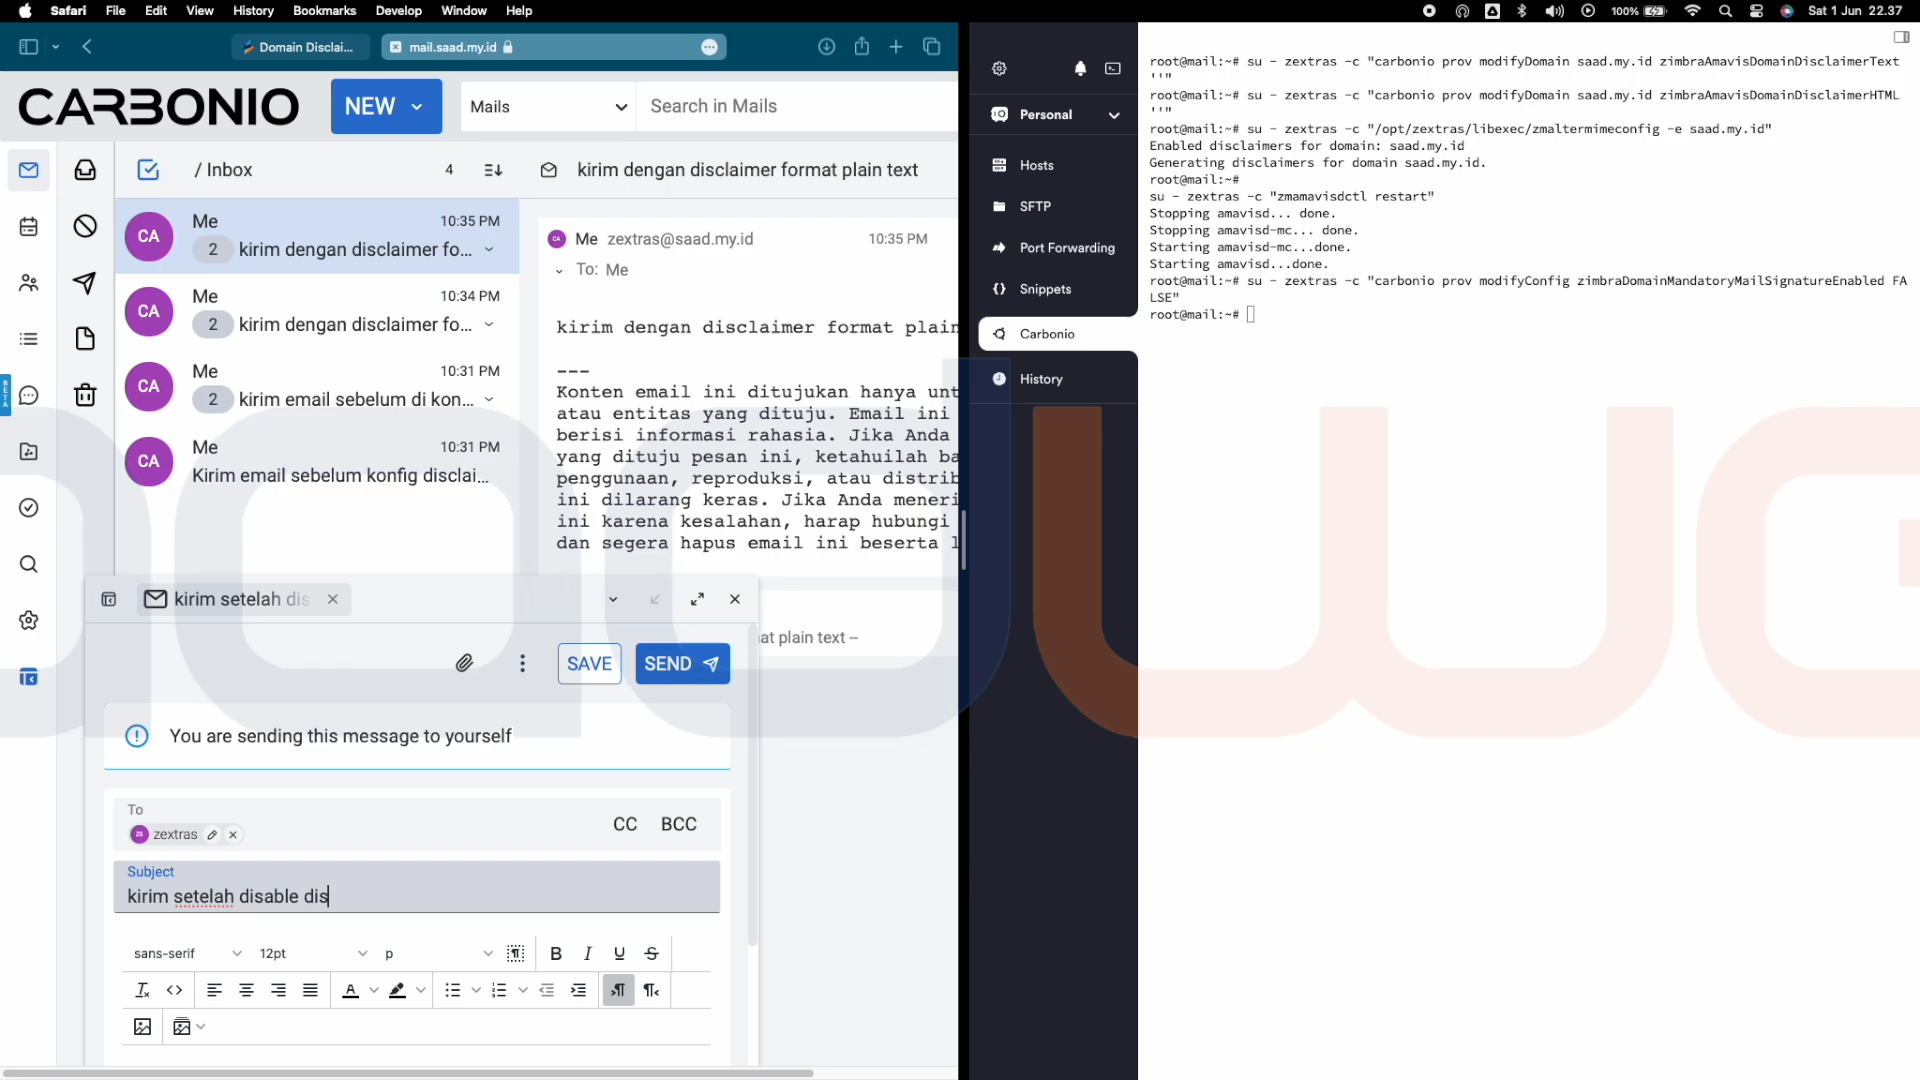 Safari File Edit View History Bookmarks Develop Window Help
100% Sat 1 Jun 22.37
Domain Disclai...
mail.saad.my.id
CARBONIO
NEW
Mails
Search in Mails
/ Inbox
4
kirim dengan disclaimer format plain text
CA
Me
10:35 PM
2
kirim dengan disclaimer fo...
CA
Me
10:34 PM
2
kirim dengan disclaimer fo...
CA
Me
10:31 PM
2
kirim email sebelum di kon...
CA
Me
10:31 PM
Kirim email sebelum konfig disclai...
BETA
CA
Me zextras@saad.my.id
10:35 PM
To: Me
kirim dengan disclaimer format plain
---
Konten email ini ditujukan hanya unt
atau entitas yang dituju. Email ini
berisi informasi rahasia. Jika Anda
yang dituju pesan ini, ketahuilah ba
penggunaan, reproduksi, atau distrib
ini dilarang keras. Jika Anda meneri
ini karena kesalahan, harap hubungi
dan segera hapus email ini beserta l
at plain text –
kirim setelah dis
SAVE
SEND
You are sending this message to yourself
To
ZS
zextras
CC
BCC
Subject
kirim setelah disable dis
sans-serif
12pt
p
B I U S
Personal
Hosts
SFTP
Port Forwarding
Snippets
Carbonio
History
root@mail:~# su - zextras -c "carbonio prov modifyDomain saad.my.id zimbraAmavisDomainDisclaimerText
''"
root@mail:~# su - zextras -c "carbonio prov modifyDomain saad.my.id zimbraAmavisDomainDisclaimerHTML
''"
root@mail:~# su - zextras -c "/opt/zextras/libexec/zmaltermimeconfig -e saad.my.id"
Enabled disclaimers for domain: saad.my.id
Generating disclaimers for domain saad.my.id.
root@mail:~#
su - zextras -c "zmamavisdctl restart"
Stopping amavisd... done.
Stopping amavisd-mc... done.
Starting amavisd-mc...done.
Starting amavisd...done.
root@mail:~# su - zextras -c "carbonio prov modifyConfig zimbraDomainMandatoryMailSignatureEnabled FA
LSE"
root@mail:~#